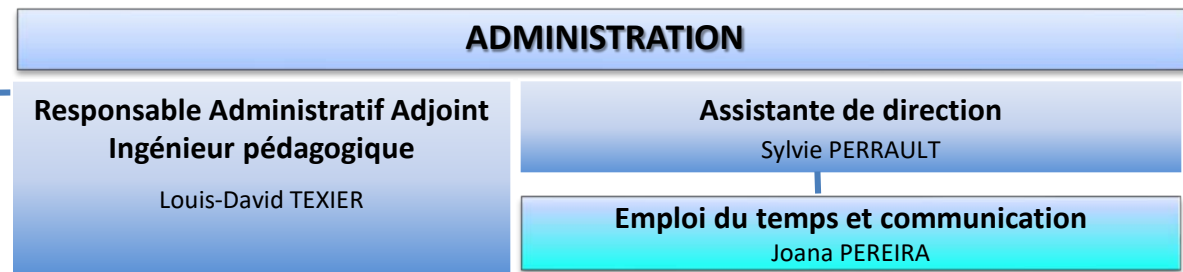 ADMINISTRATION
Responsable Administratif Adjoint
Ingénieur pédagogique
Louis-David TEXIER
Assistante de direction
Sylvie PERRAULT
Emploi du temps et communication
Joana PEREIRA